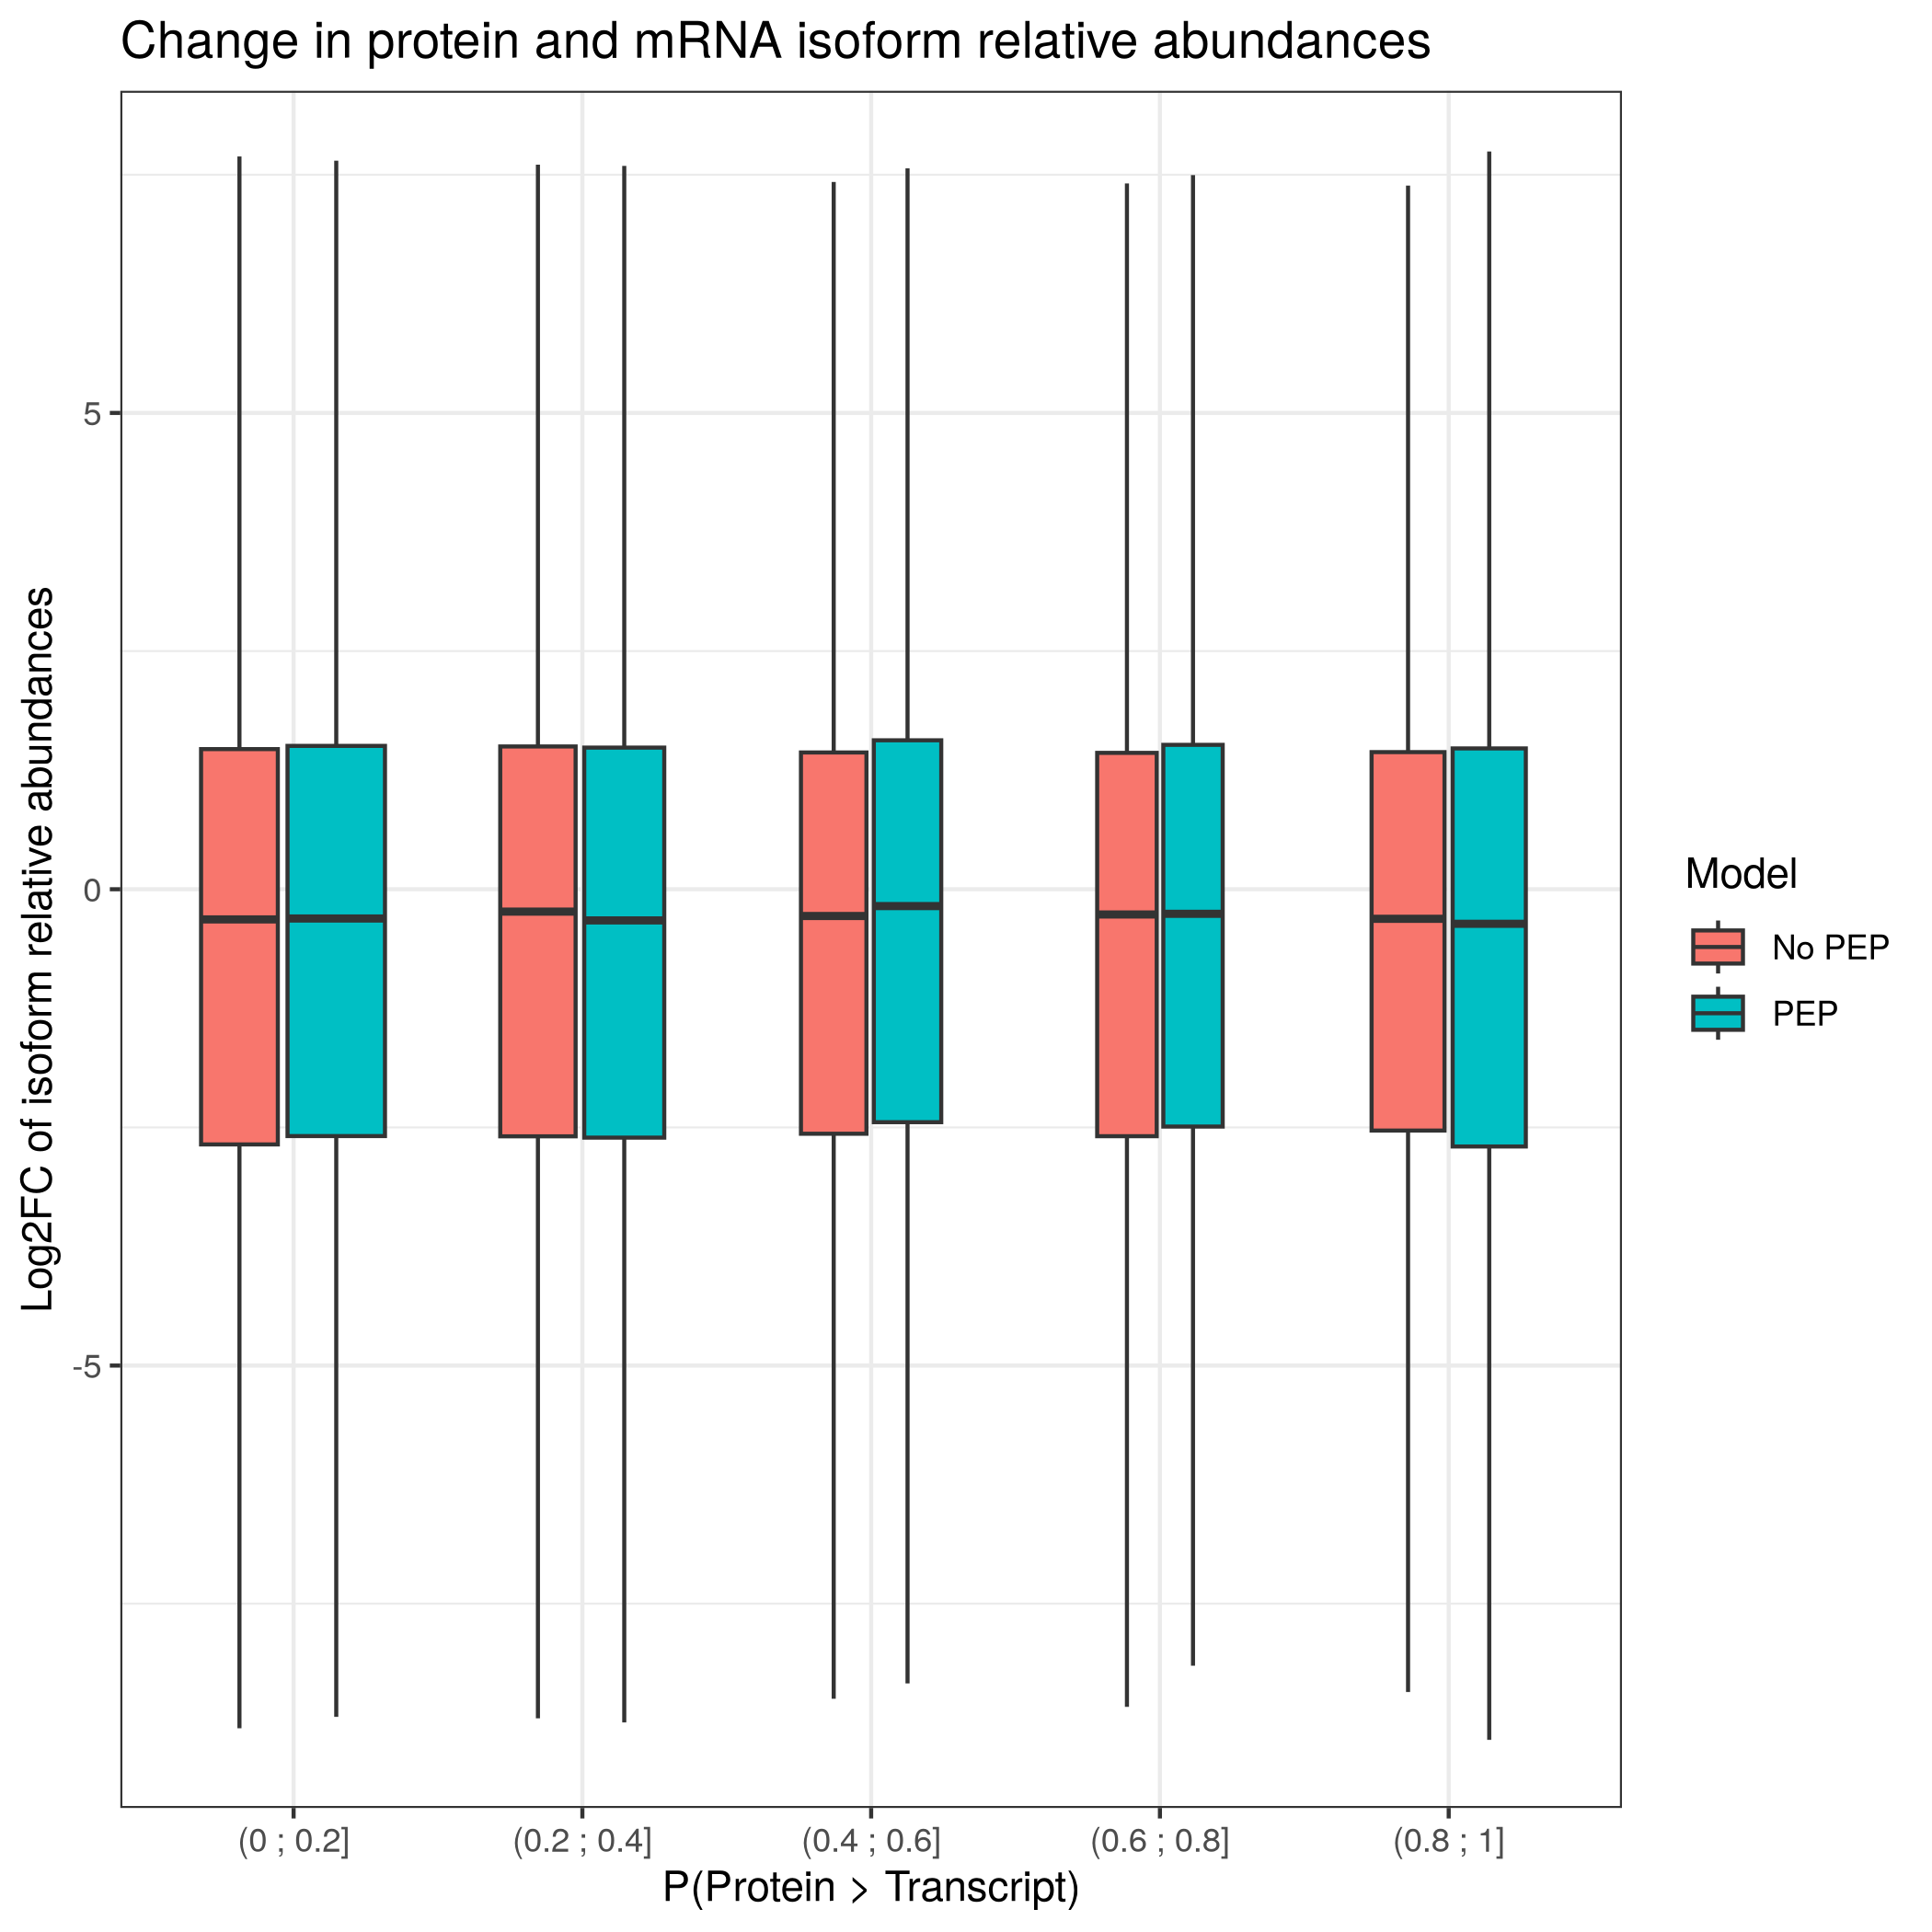 Change in protein and mRNA isoform relative abundances
Log2FC of isoform relative abundances
5
0
-5
(0 ; 0.2]
(0.2 ; 0.4]
(0.4 ; 0.6]
(0.6 ; 0.8]
(0.8 ; 1]
P(Protein > Transcript)
Model
No PEP
PEP